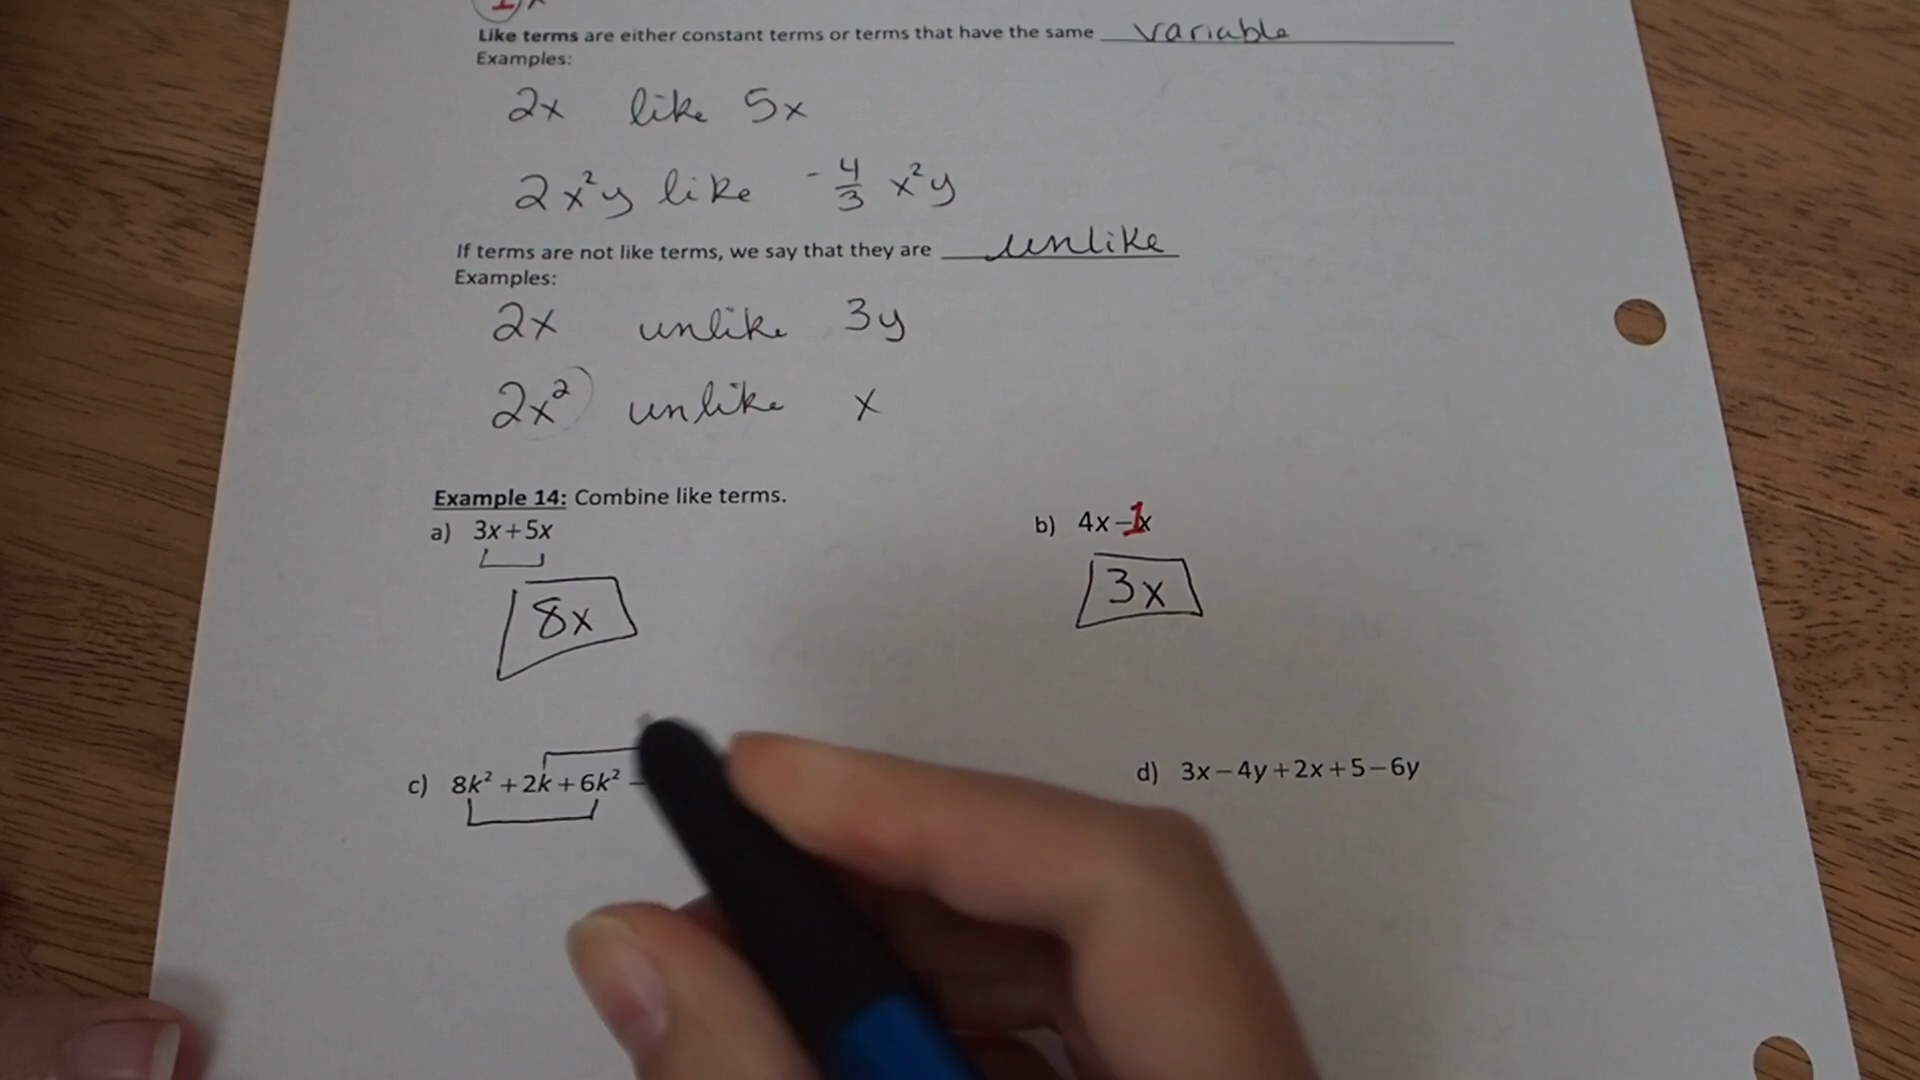 Like terms are either constant terms or terms that have the same variable
Examples:
2x like 5x
2x²y like -4/3 x²y
If terms are not like terms, we say that they are unlike
Examples:
2x unlike 3y
2x² unlike x
Example 14: Combine like terms.
a) 3x+5x
8x
b) 4x-1x
3x
c) 8k²+2k+6k² -
d) 3x-4y+2x+5-6y